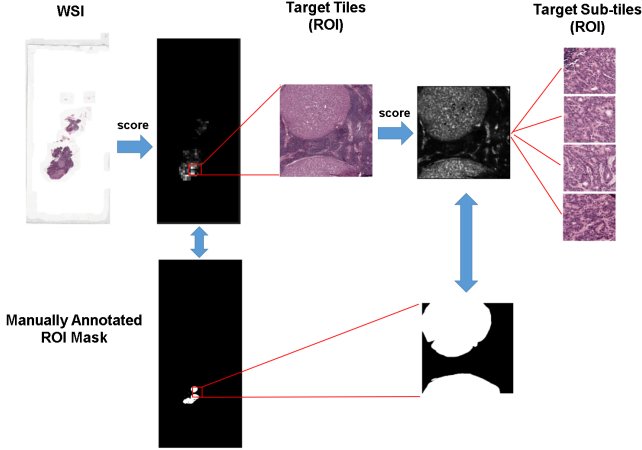 WSI
Target Tiles
(ROI)
Target Sub-tiles
(ROI)
score
score
Manually Annotated
ROI Mask